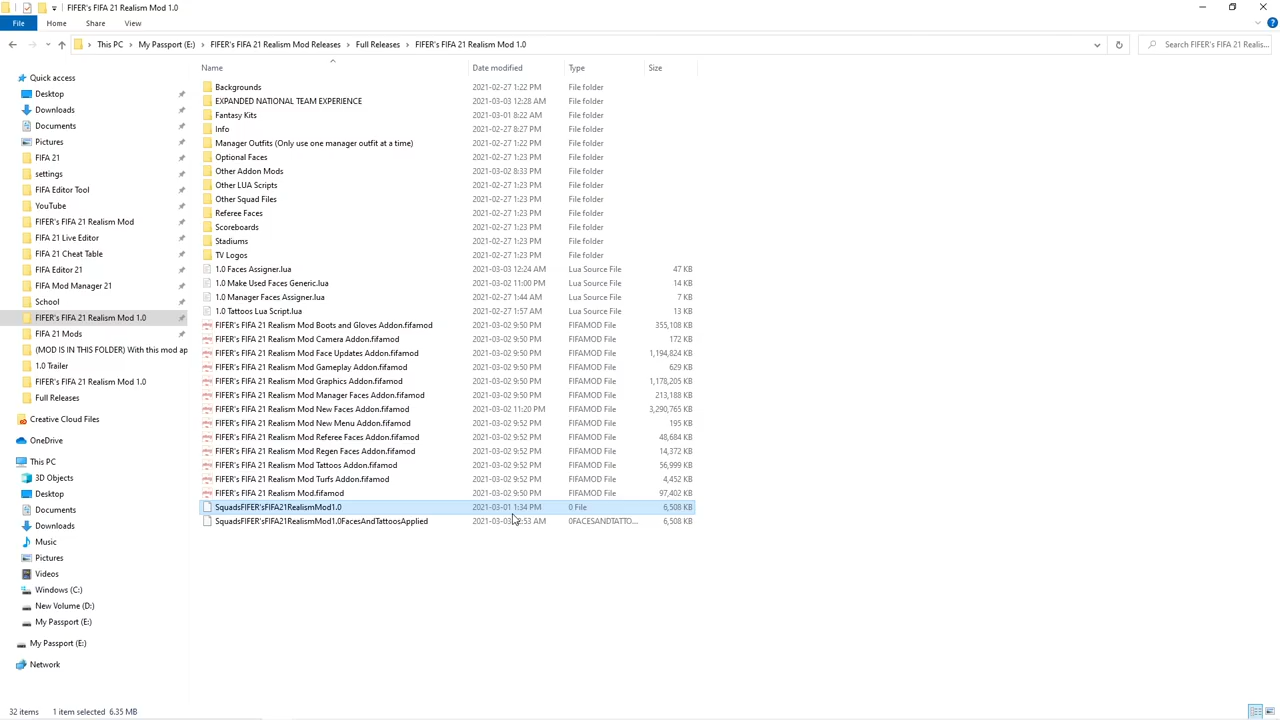 FIFER's FIFA 21 Realism Mod 1.0
File Home Share View
This PC > My Passport (E:) > FIFER's FIFA 21 Realism Mod Releases > Full Releases > FIFER's FIFA 21 Realism Mod 1.0
Search FIFER's FIFA 21 Realis...
Quick access
Desktop
Downloads
Documents
Pictures
FIFA 21
settings
FIFA Editor Tool
YouTube
FIFER's FIFA 21 Realism Mod
FIFA 21 Live Editor
FIFA 21 Cheat Table
FIFA Editor 21
FIFA Mod Manager 21
School
FIFER's FIFA 21 Realism Mod 1.0
FIFA 21 Mods
(MOD IS IN THIS FOLDER) With this mod ap
1.0 Trailer
FIFER's FIFA 21 Realism Mod 1.0
Full Releases
Creative Cloud Files
OneDrive
This PC
3D Objects
Desktop
Documents
Downloads
Music
Pictures
Videos
Windows (C:)
New Volume (D:)
My Passport (E:)
My Passport (E:)
Network
Name Date modified Type Size
Backgrounds 2021-02-27 1:22 PM File folder
EXPANDED NATIONAL TEAM EXPERIENCE 2021-03-03 12:28 AM File folder
Fantasy Kits 2021-03-01 8:22 AM File folder
Info 2021-02-27 8:27 PM File folder
Manager Outfits (Only use one manager outfit at a time) 2021-02-27 1:22 PM File folder
Optional Faces 2021-02-27 1:23 PM File folder
Other Addon Mods 2021-03-02 8:33 PM File folder
Other LUA Scripts 2021-02-27 1:23 PM File folder
Other Squad Files 2021-02-27 1:23 PM File folder
Referee Faces 2021-02-27 1:23 PM File folder
Scoreboards 2021-02-27 1:23 PM File folder
Stadiums 2021-02-27 1:23 PM File folder
TV Logos 2021-02-27 1:23 PM File folder
1.0 Faces Assigner.lua 2021-03-03 12:24 AM Lua Source File 47 KB
1.0 Make Used Faces Generic.lua 2021-03-02 11:00 PM Lua Source File 14 KB
1.0 Manager Faces Assigner.lua 2021-02-27 1:44 AM Lua Source File 7 KB
1.0 Tattoos Lua Script.lua 2021-02-27 1:57 AM Lua Source File 13 KB
FIFER's FIFA 21 Realism Mod Boots and Gloves Addon.fifamod 2021-03-02 9:50 PM FIFAMOD File 355,108 KB
FIFER's FIFA 21 Realism Mod Camera Addon.fifamod 2021-03-02 9:50 PM FIFAMOD File 172 KB
FIFER's FIFA 21 Realism Mod Face Updates Addon.fifamod 2021-03-02 9:50 PM FIFAMOD File 1,194,824 KB
FIFER's FIFA 21 Realism Mod Gameplay Addon.fifamod 2021-03-02 9:50 PM FIFAMOD File 629 KB
FIFER's FIFA 21 Realism Mod Graphics Addon.fifamod 2021-03-02 9:50 PM FIFAMOD File 1,178,205 KB
FIFER's FIFA 21 Realism Mod Manager Faces Addon.fifamod 2021-03-02 9:50 PM FIFAMOD File 213,188 KB
FIFER's FIFA 21 Realism Mod New Faces Addon.fifamod 2021-03-02 11:20 PM FIFAMOD File 3,290,765 KB
FIFER's FIFA 21 Realism Mod New Menu Addon.fifamod 2021-03-02 9:52 PM FIFAMOD File 195 KB
FIFER's FIFA 21 Realism Mod Referee Faces Addon.fifamod 2021-03-02 9:52 PM FIFAMOD File 48,684 KB
FIFER's FIFA 21 Realism Mod Regen Faces Addon.fifamod 2021-03-02 9:52 PM FIFAMOD File 14,372 KB
FIFER's FIFA 21 Realism Mod Tattoos Addon.fifamod 2021-03-02 9:52 PM FIFAMOD File 56,999 KB
FIFER's FIFA 21 Realism Mod Turfs Addon.fifamod 2021-03-02 9:52 PM FIFAMOD File 4,452 KB
FIFER's FIFA 21 Realism Mod.fifamod 2021-03-02 9:50 PM FIFAMOD File 97,402 KB
SquadsFIFER'sFIFA21RealismMod1.0 2021-03-01 1:34 PM 0 File 6,508 KB
SquadsFIFER'sFIFA21RealismMod1.0FacesAndTattoosApplied AM 0FACESANDTATTO... 6,508 KB
32 items 1 item selected 6.35 MB